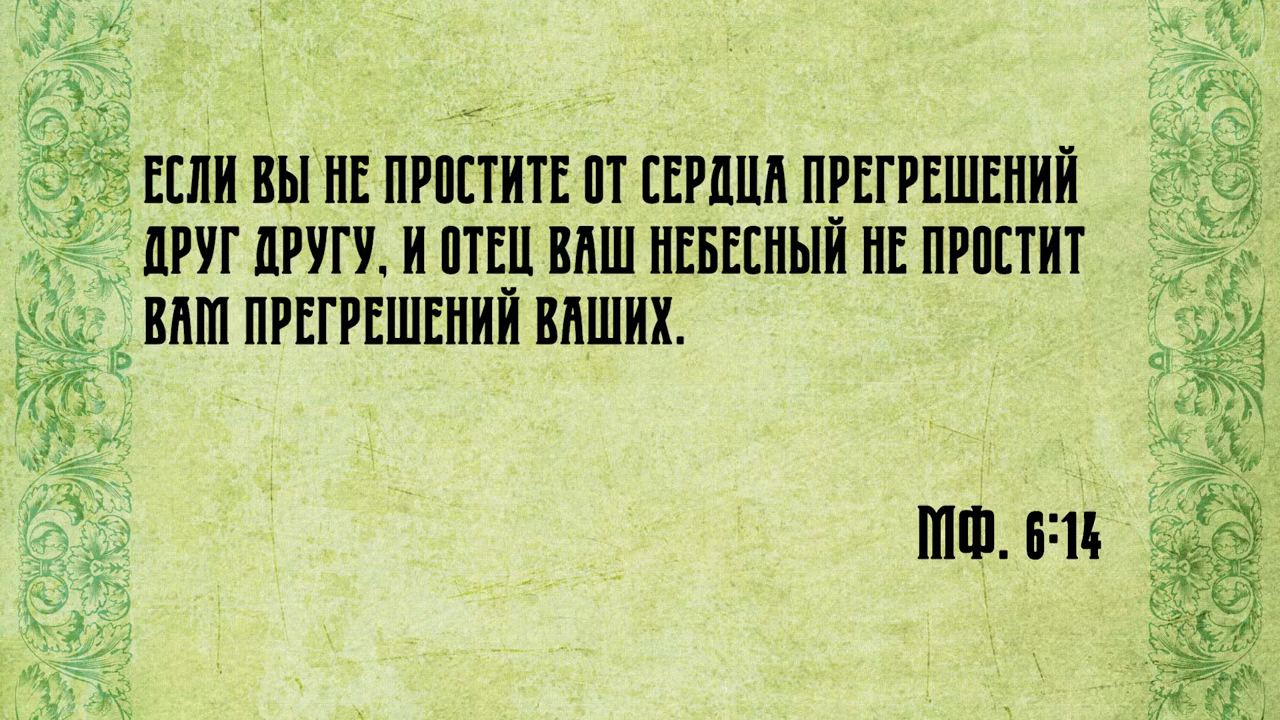 ЕСЛИ ВЫ НЕ ПРОСТИТЕ ОТ СЕРДЦА ПРЕГРЕШЕНИЙ
ДРУГ ДРУГУ, И ОТЕЦ ВАШ НЕБЕСНЫЙ НЕ ПРОСТИТ
ВАМ ПРЕГРЕШЕНИЙ ВАШИХ.
МФ. 6:14